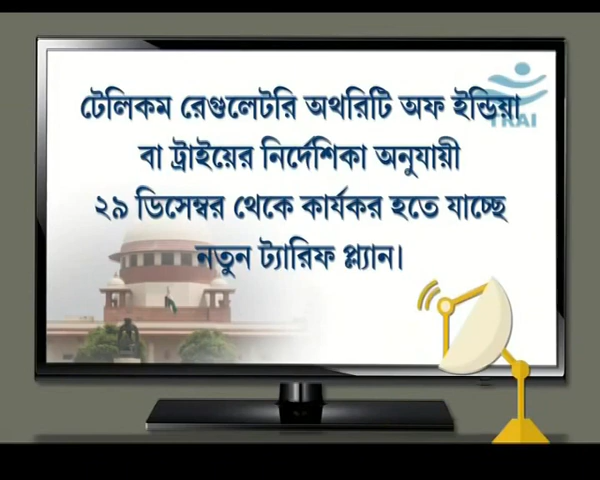 টেলিকম রেগুলেটরি অথরিটি অফ ইন্ডিয়া
TRAI
বা ট্রাইয়ের নির্দেশিকা অনুযায়ী
২৯ ডিসেম্বর থেকে কার্যকর হতে যাচ্ছে
নতুন ট্যারিফ প্ল্যান।